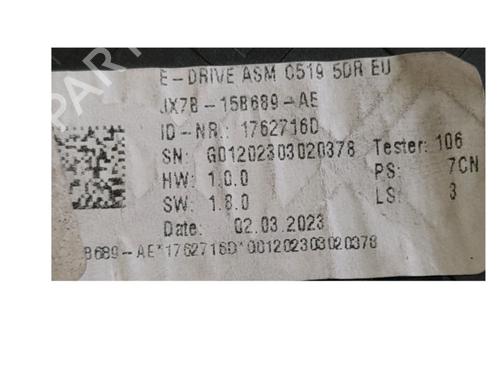 E-DRIVE ASM C519 5DR EU
JX7B-15B689-AE
ID-NR.: 1762716D
SN: G01202303020378 Tester: 106
HW: 1.0.0 PS: 7CN
SW: 1.8.0 LS: 3
Date: 02.03.2023
B689-AE*1762716D*G01202303020378